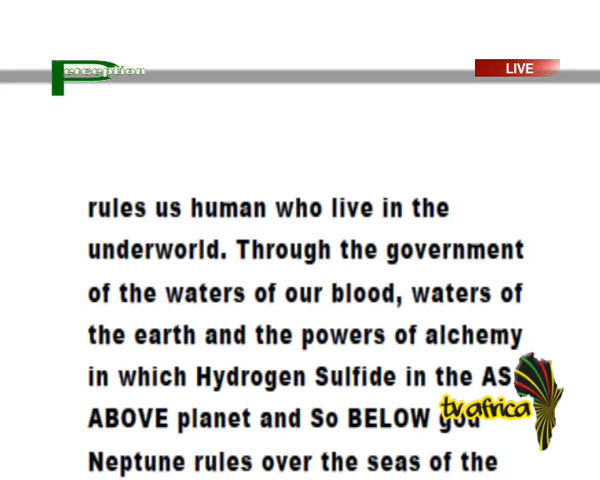 Perception
LIVE
rules us human who live in the
underworld. Through the government
of the waters of our blood, waters of
the earth and the powers of alchemy
in which Hydrogen Sulfide in the AS
ABOVE planet and So BELOW you
tv africa
Neptune rules over the seas of the